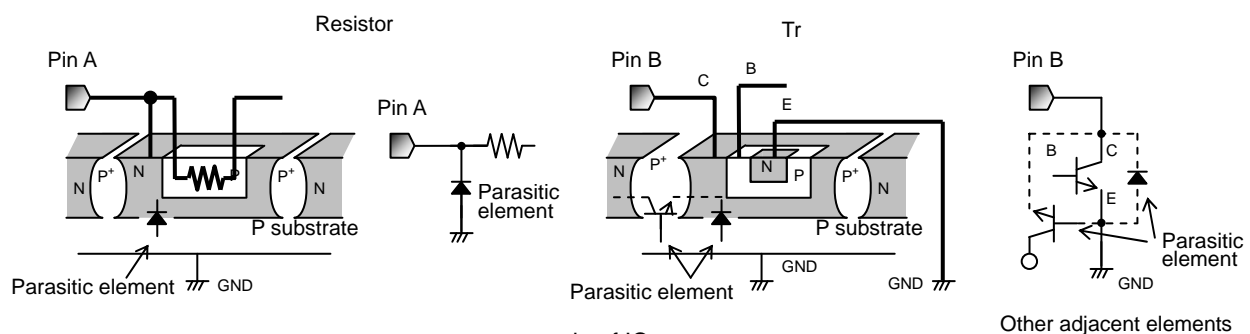 Resistor
Tr
Pin A
Pin B
C
B
E
Pin B
Pin A
N
P+
N
P
P+
N
N
P+
N
P
P+
N
B
C
E
Parasitic
element
P substrate
P substrate
Parasitic
element
GND
Parasitic element
GND
Parasitic element
GND
GND
Other adjacent elements